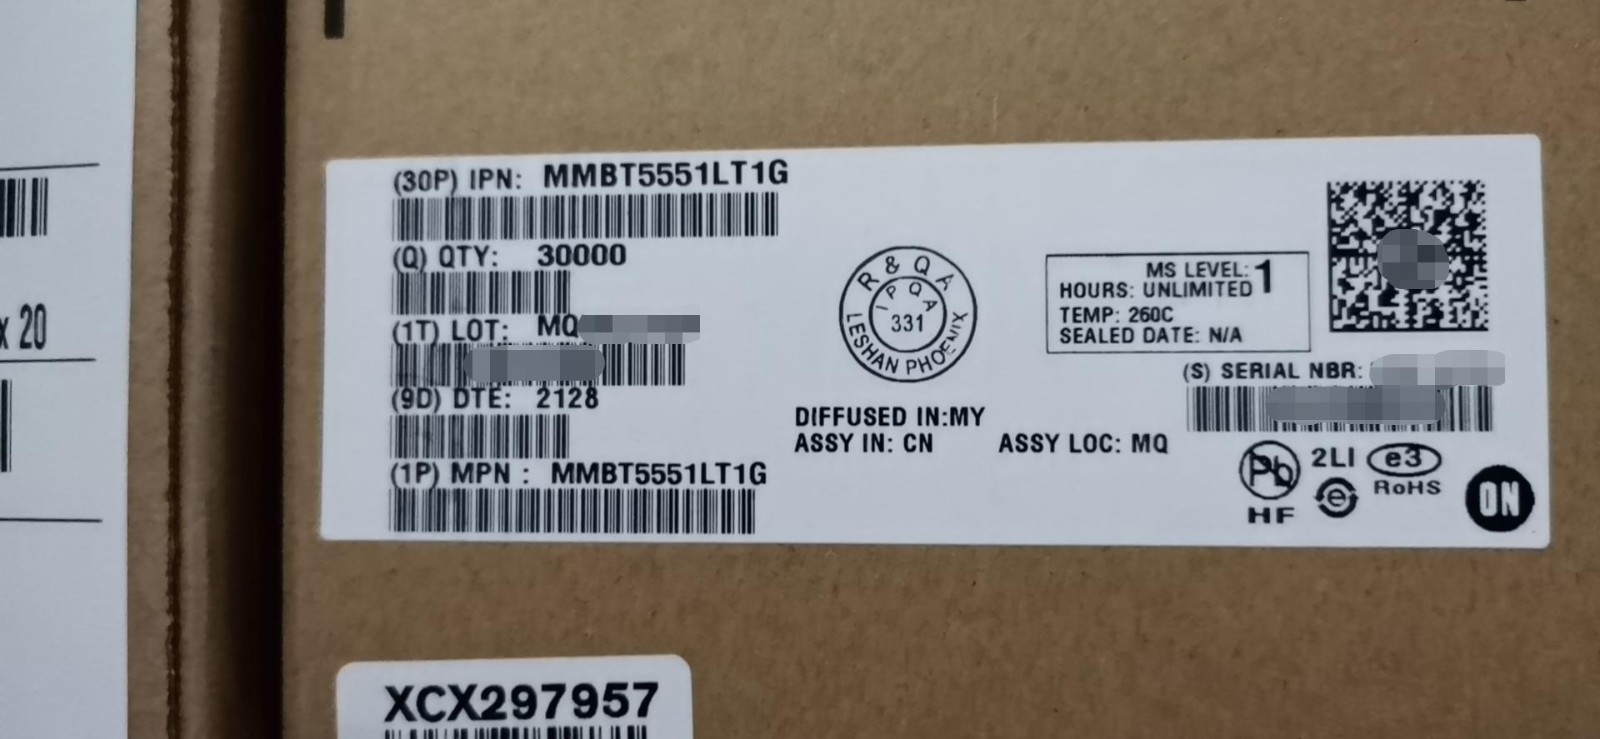 x 20
(30P) IPN: MMBT5551LT1G
(Q) QTY: 30000
(1T) LOT: MQ
(9D) DTE: 2128
(1P) MPN : MMBT5551LT1G
R & Q A
I P Q A
331
LESHAN PHOENIX
DIFFUSED IN:MY
ASSY IN: CN
ASSY LOC: MQ
MS LEVEL: 1
HOURS: UNLIMITED
TEMP: 260C
SEALED DATE: N/A
(S) SERIAL NBR:
Pb
HF
2LI
e
e3
RoHS
ON
XCX297957